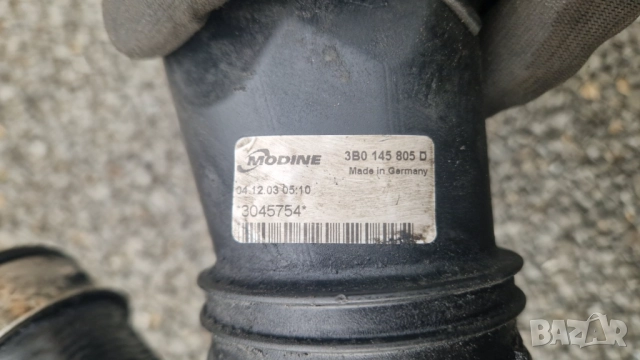 MODINE 3B0 145 805 D
Made in Germany
04.12.03 05:10
*3045754*
BAZAR